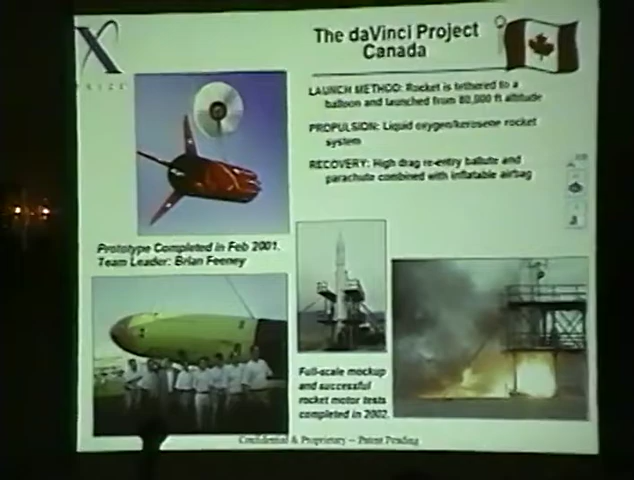 X
PRIZE
The daVinci Project
Canada
LAUNCH METHOD: Rocket is tethered to a
balloon and launched from 80,000 ft altitude
PROPULSION: Liquid oxygen/kerosene rocket
system
RECOVERY: High drag re-entry ballute and
parachute combined with inflatable airbag
Prototype Completed in Feb 2001.
Team Leader: Brian Feeney
Full-scale mockup
and successful
rocket motor tests
completed in 2002.
Confidential & Proprietary -- Patent Pending